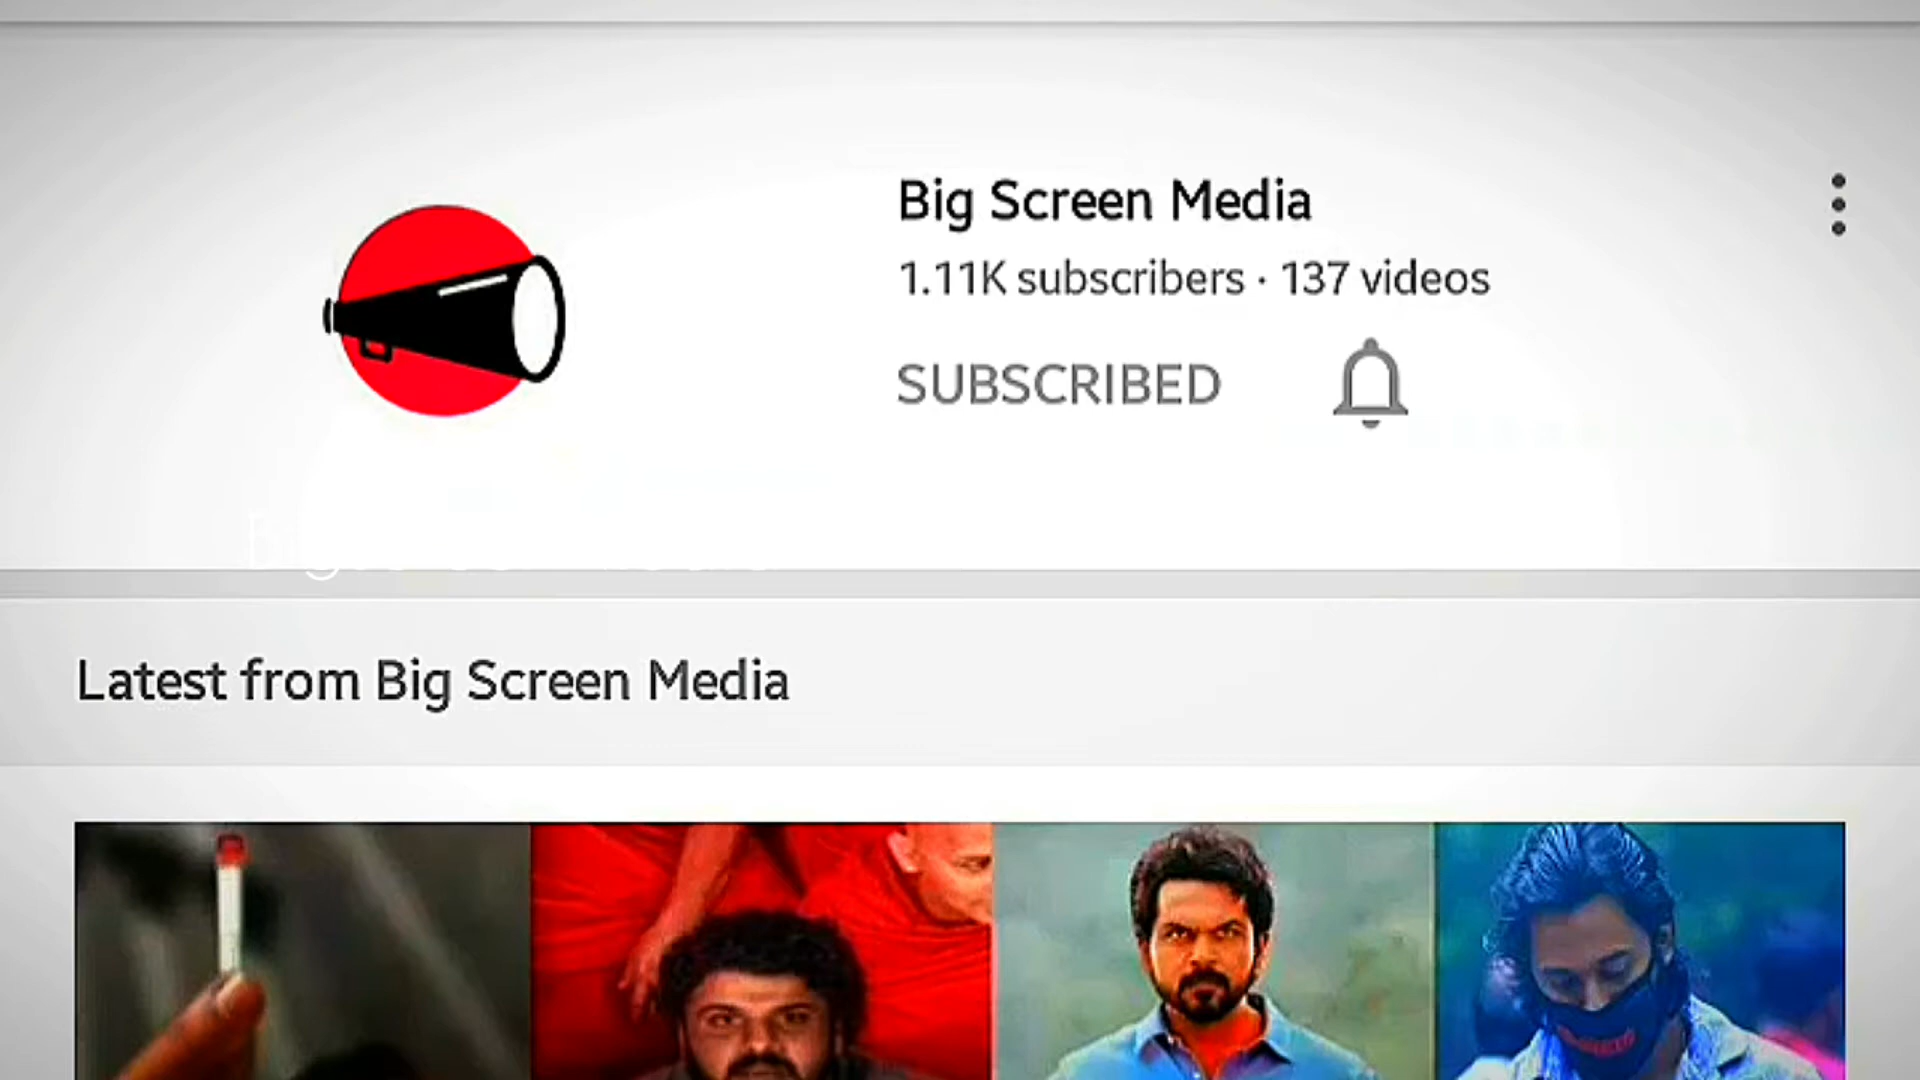 Big Screen Media
1.11K subscribers · 137 videos
SUBSCRIBED
Latest from Big Screen Media